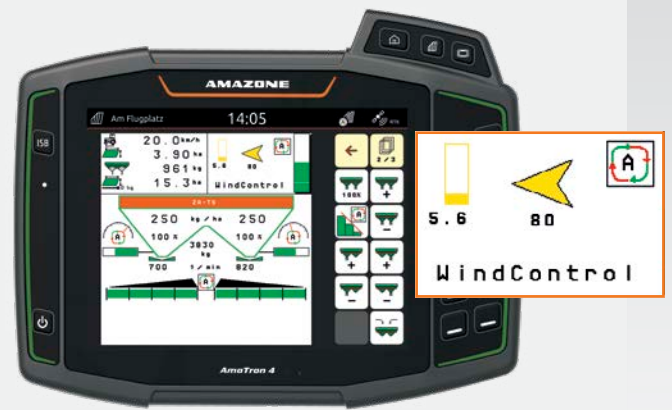 AMAZONE
Am Flugplatz 14:05
ISB
20.0 km/h
3.90 ha
961 kg
15.3 ha
5.6 80
WindControl
2/3
100%
ZA-TS
250 kg/ha 250
100 % 100 %
3830
kg
700 1/min 820
AmaTron 4
5.6 80
WindControl